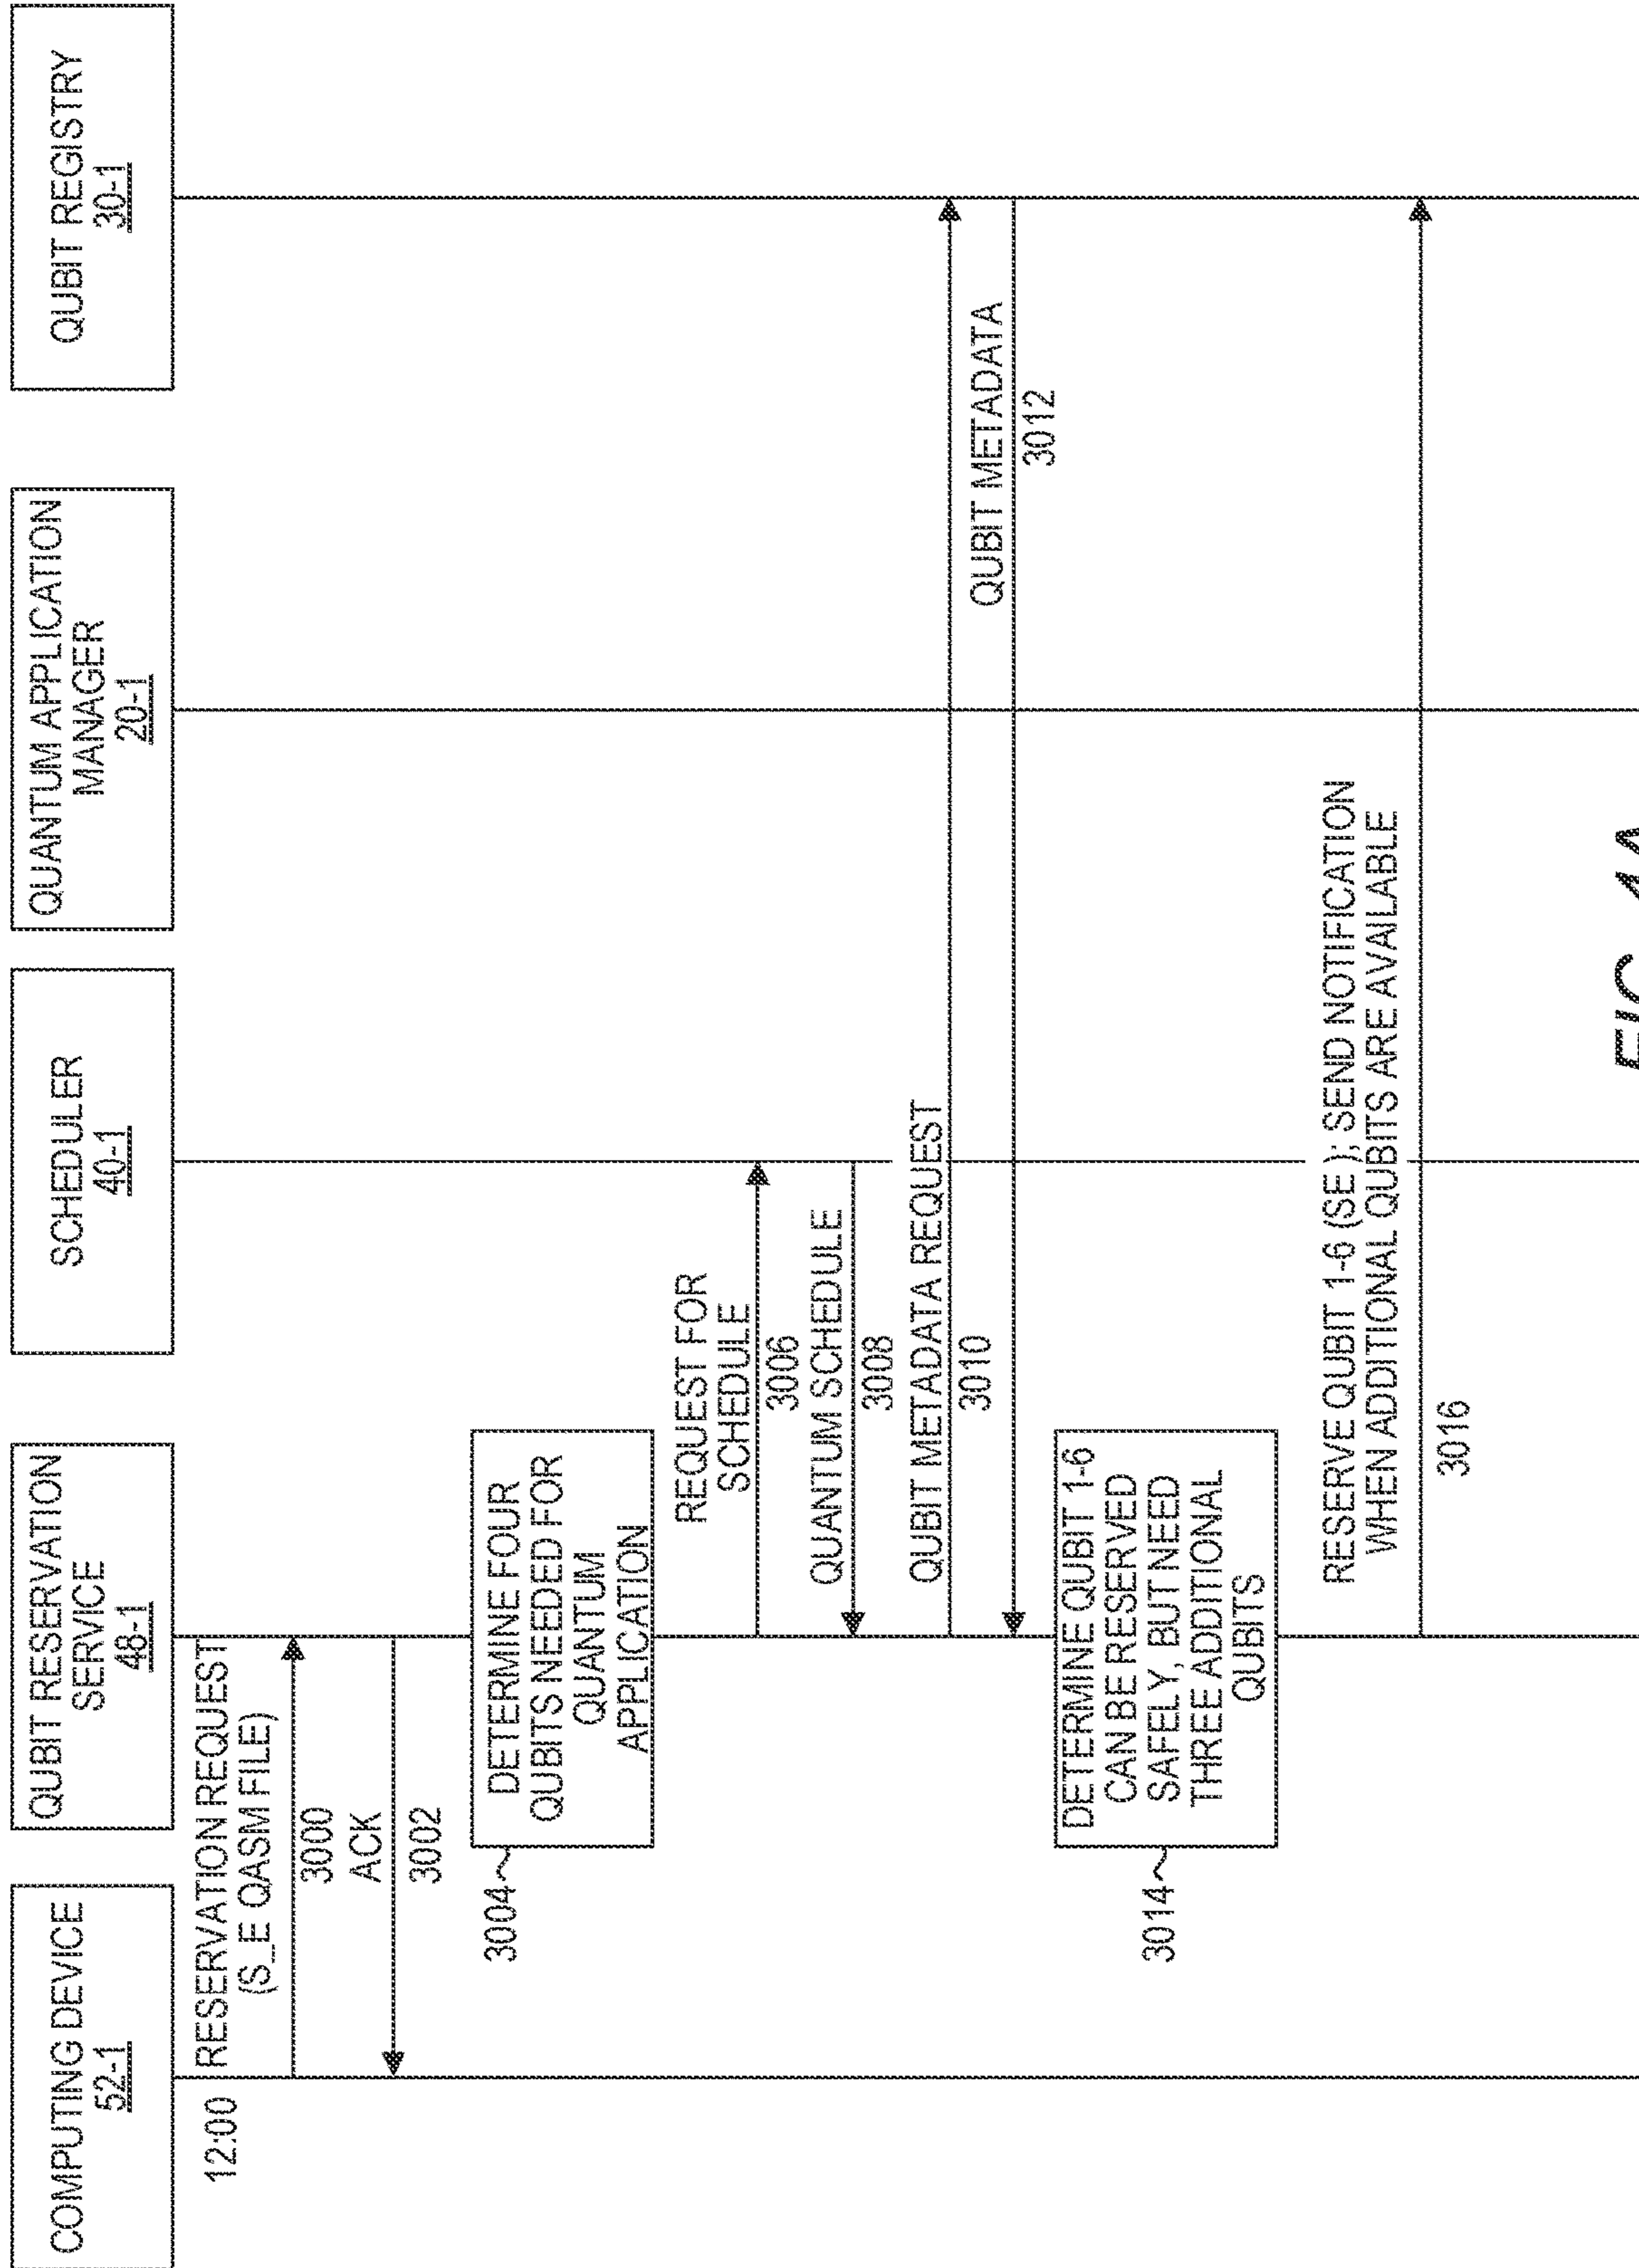 COMPUTING DEVICE
52-1
QUBIT RESERVATION
SERVICE
48-1
SCHEDULER
40-1
QUANTUM APPLICATION
MANAGER
20-1
QUBIT REGISTRY
30-1
12:00
RESERVATION REQUEST
(S_E QASM FILE)
3000
ACK
3002
3004
DETERMINE FOUR
QUBITS NEEDED FOR
QUANTUM
APPLICATION
REQUEST FOR
SCHEDULE
3006
QUANTUM SCHEDULE
3008
QUBIT METADATA REQUEST
3010
QUBIT METADATA
3012
3014
DETERMINE QUBIT 1-6
CAN BE RESERVED
SAFELY, BUT NEED
THREE ADDITIONAL
QUBITS
RESERVE QUBIT 1-6 (SE); SEND NOTIFICATION
WHEN ADDITIONAL QUBITS ARE AVAILABLE
3016
FIG. 4A